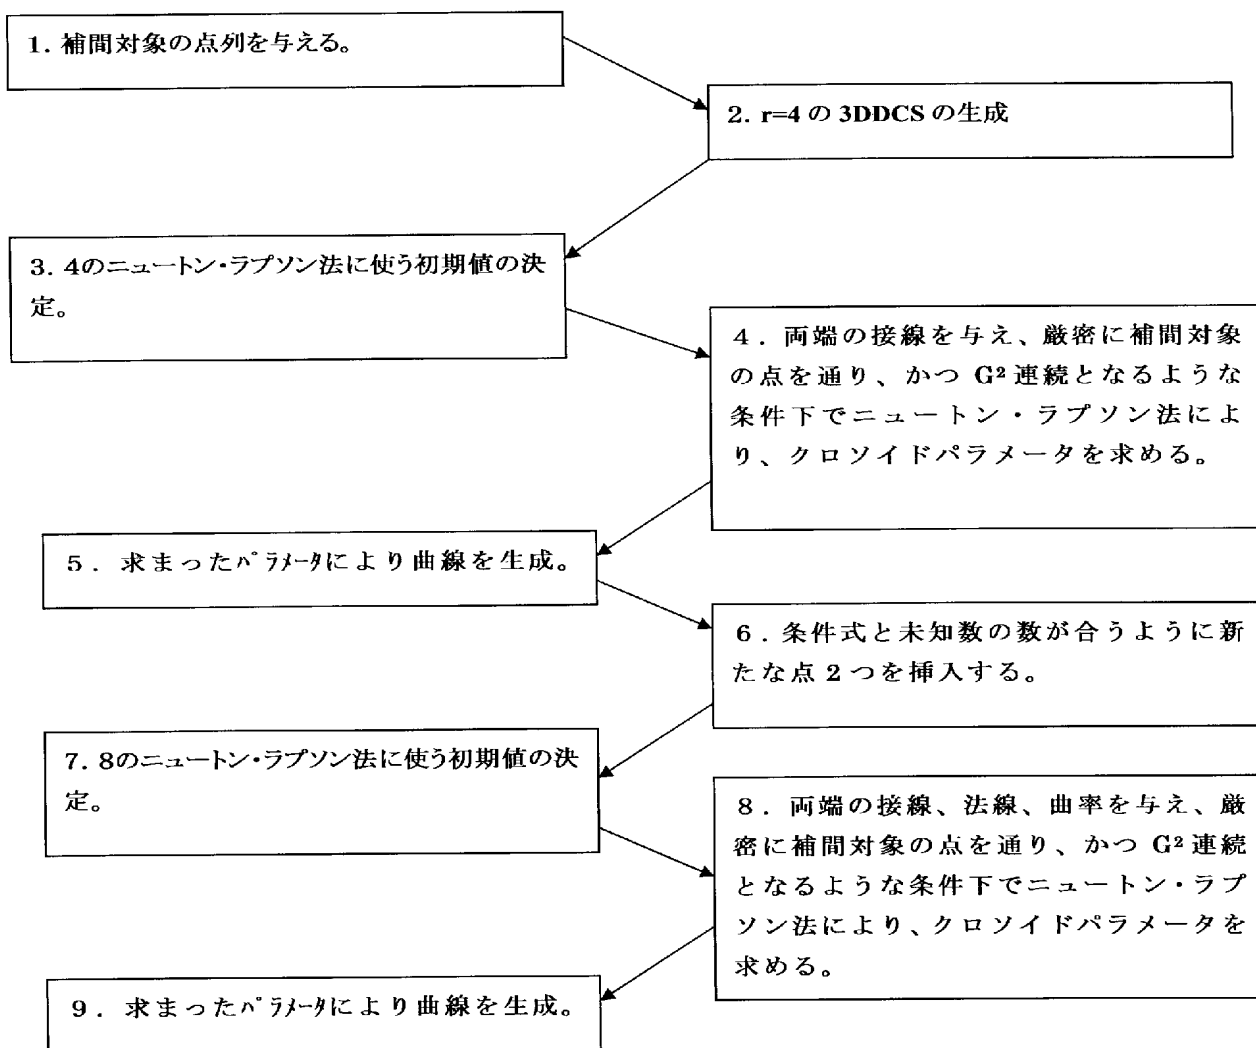 1. 補間対象の点列を与える。
2. r=4 の 3DDCS の生成
3. 4のニュートン・ラプソン法に使う初期値の決
定。
4. 両端の接線を与え、厳密に補間対象
の点を通り、かつ G² 連続となるような
条件下でニュートン・ラプソン法によ
り、クロソイドパラメータを求める。
5. 求まったパラメータにより曲線を生成。
6. 条件式と未知数の数が合うように新
たな点 2 つを挿入する。
7. 8のニュートン・ラプソン法に使う初期値の決
定。
8. 両端の接線、法線、曲率を与え、厳
密に補間対象の点を通り、かつ G² 連続
となるような条件下でニュートン・ラプ
ソン法により、クロソイドパラメータを
求める。
9. 求まったパラメータにより曲線を生成。